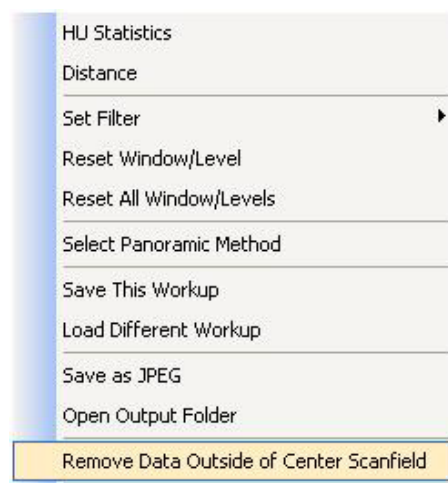 HU Statistics
Distance
Set Filter
Reset Window/Level
Reset All Window/Levels
Select Panoramic Method
Save This Workup
Load Different Workup
Save as JPEG
Open Output Folder
Remove Data Outside of Center Scanfield